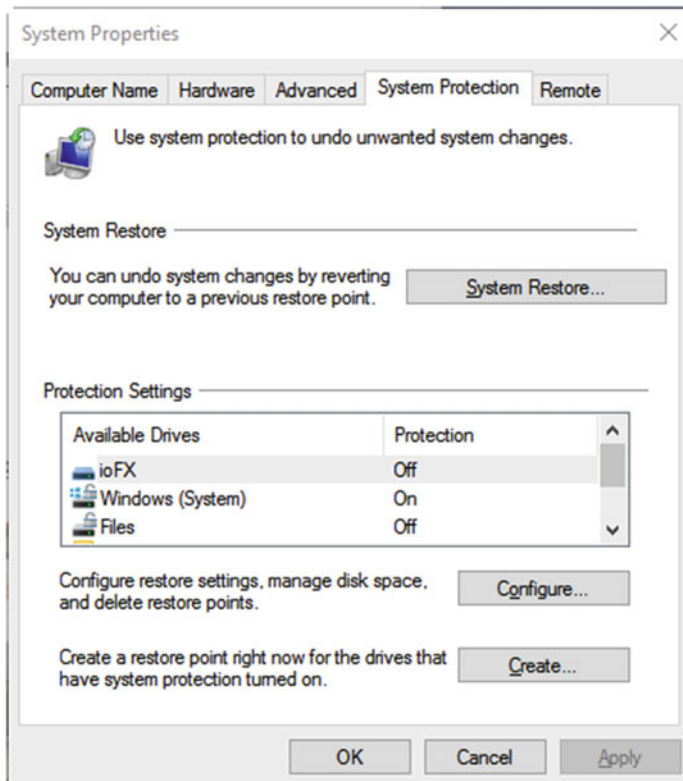 System Properties
Computer Name Hardware Advanced System Protection Remote
Use system protection to undo unwanted system changes.
System Restore
You can undo system changes by reverting
your computer to a previous restore point.
System Restore...
Protection Settings
Available Drives Protection
ioFX Off
Windows (System) On
Files Off
Configure restore settings, manage disk space,
and delete restore points.
Configure...
Create a restore point right now for the drives that
have system protection turned on.
Create...
OK Cancel Apply